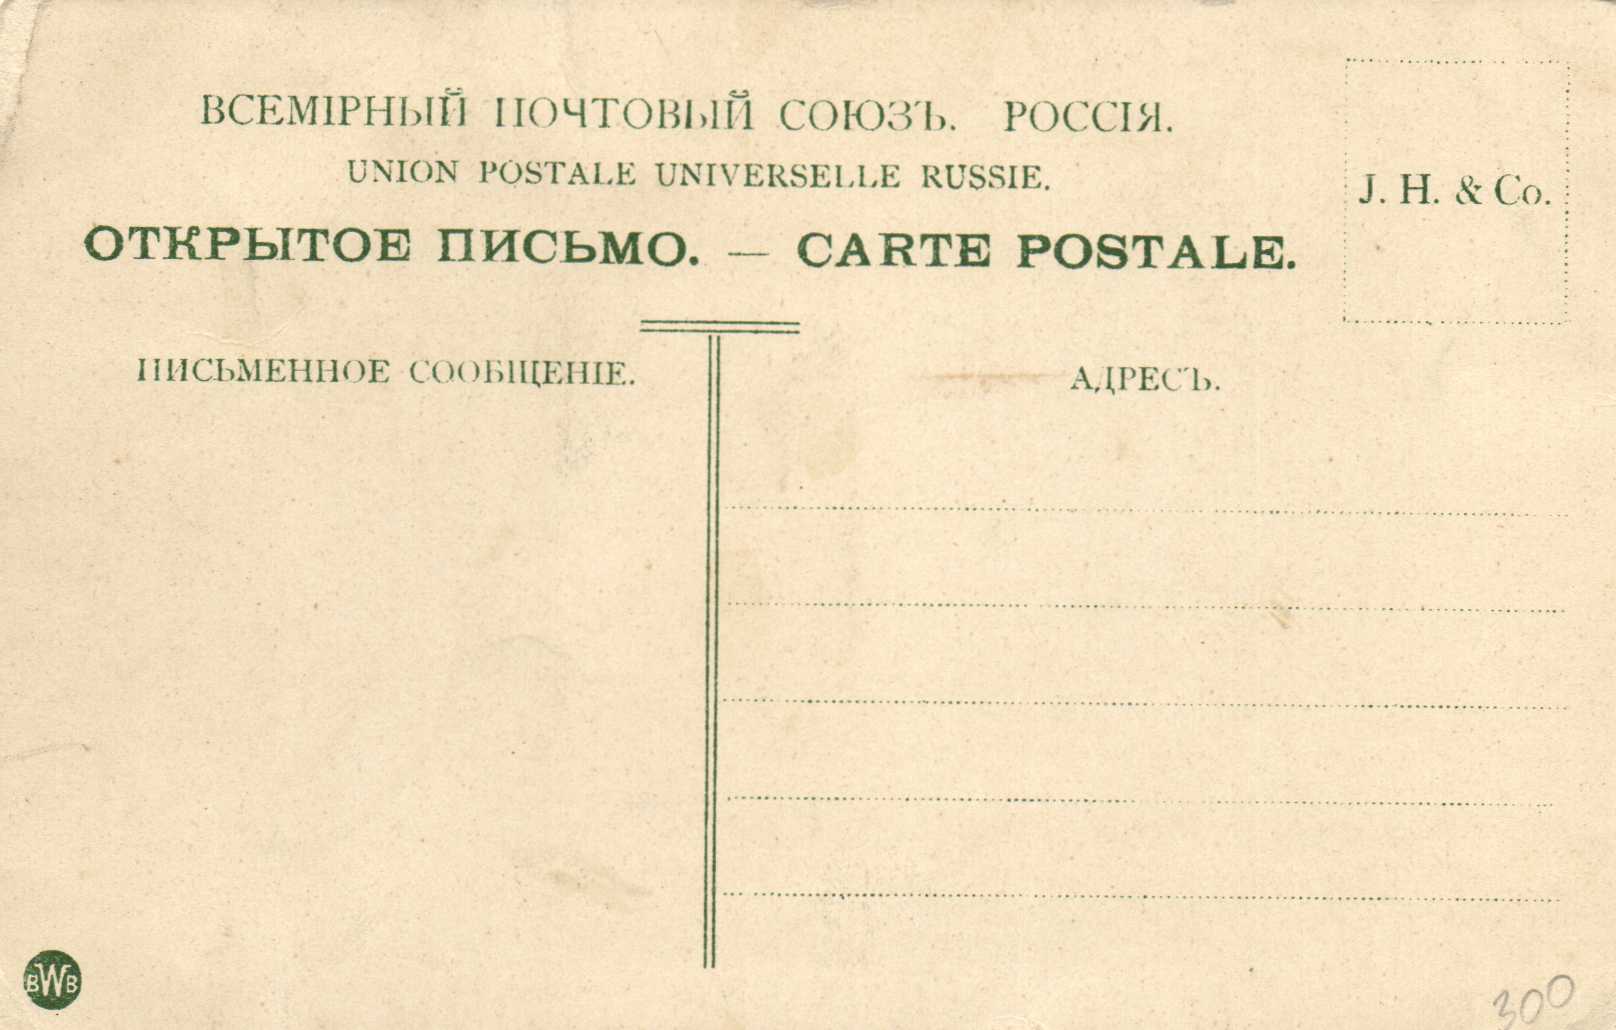 ВСЕМІРНЫЙ ПОЧТОВЫЙ СОЮЗЪ. РОССІЯ.
UNION POSTALE UNIVERSELLE RUSSIE.
ОТКРЫТОЕ ПИСЬМО. — CARTE POSTALE.
J. H. & Co.
ПИСЬМЕННОЕ СООБЩЕНІЕ.
АДРЕСЪ.
BWB
300